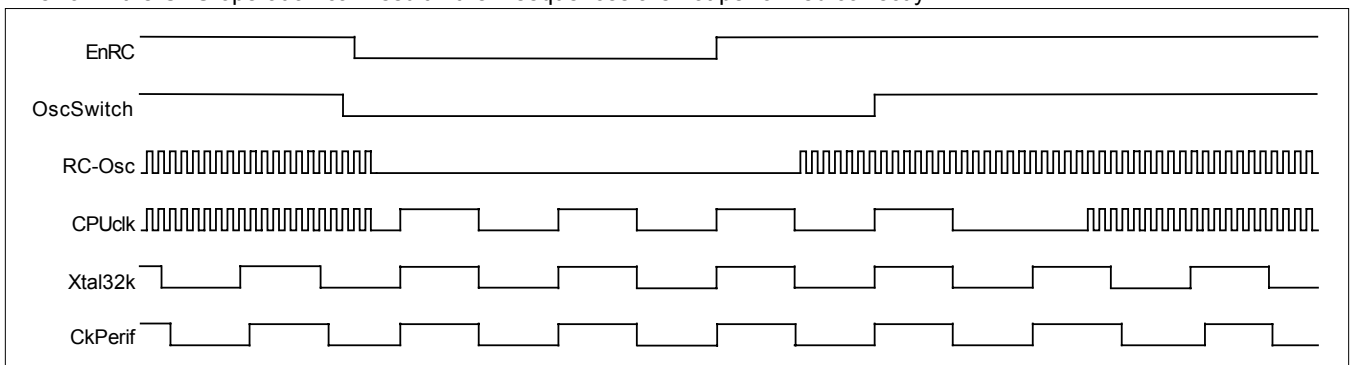 EnRC
OscSwitch
RC-Osc
CPUclk
Xtal32k
CkPerif